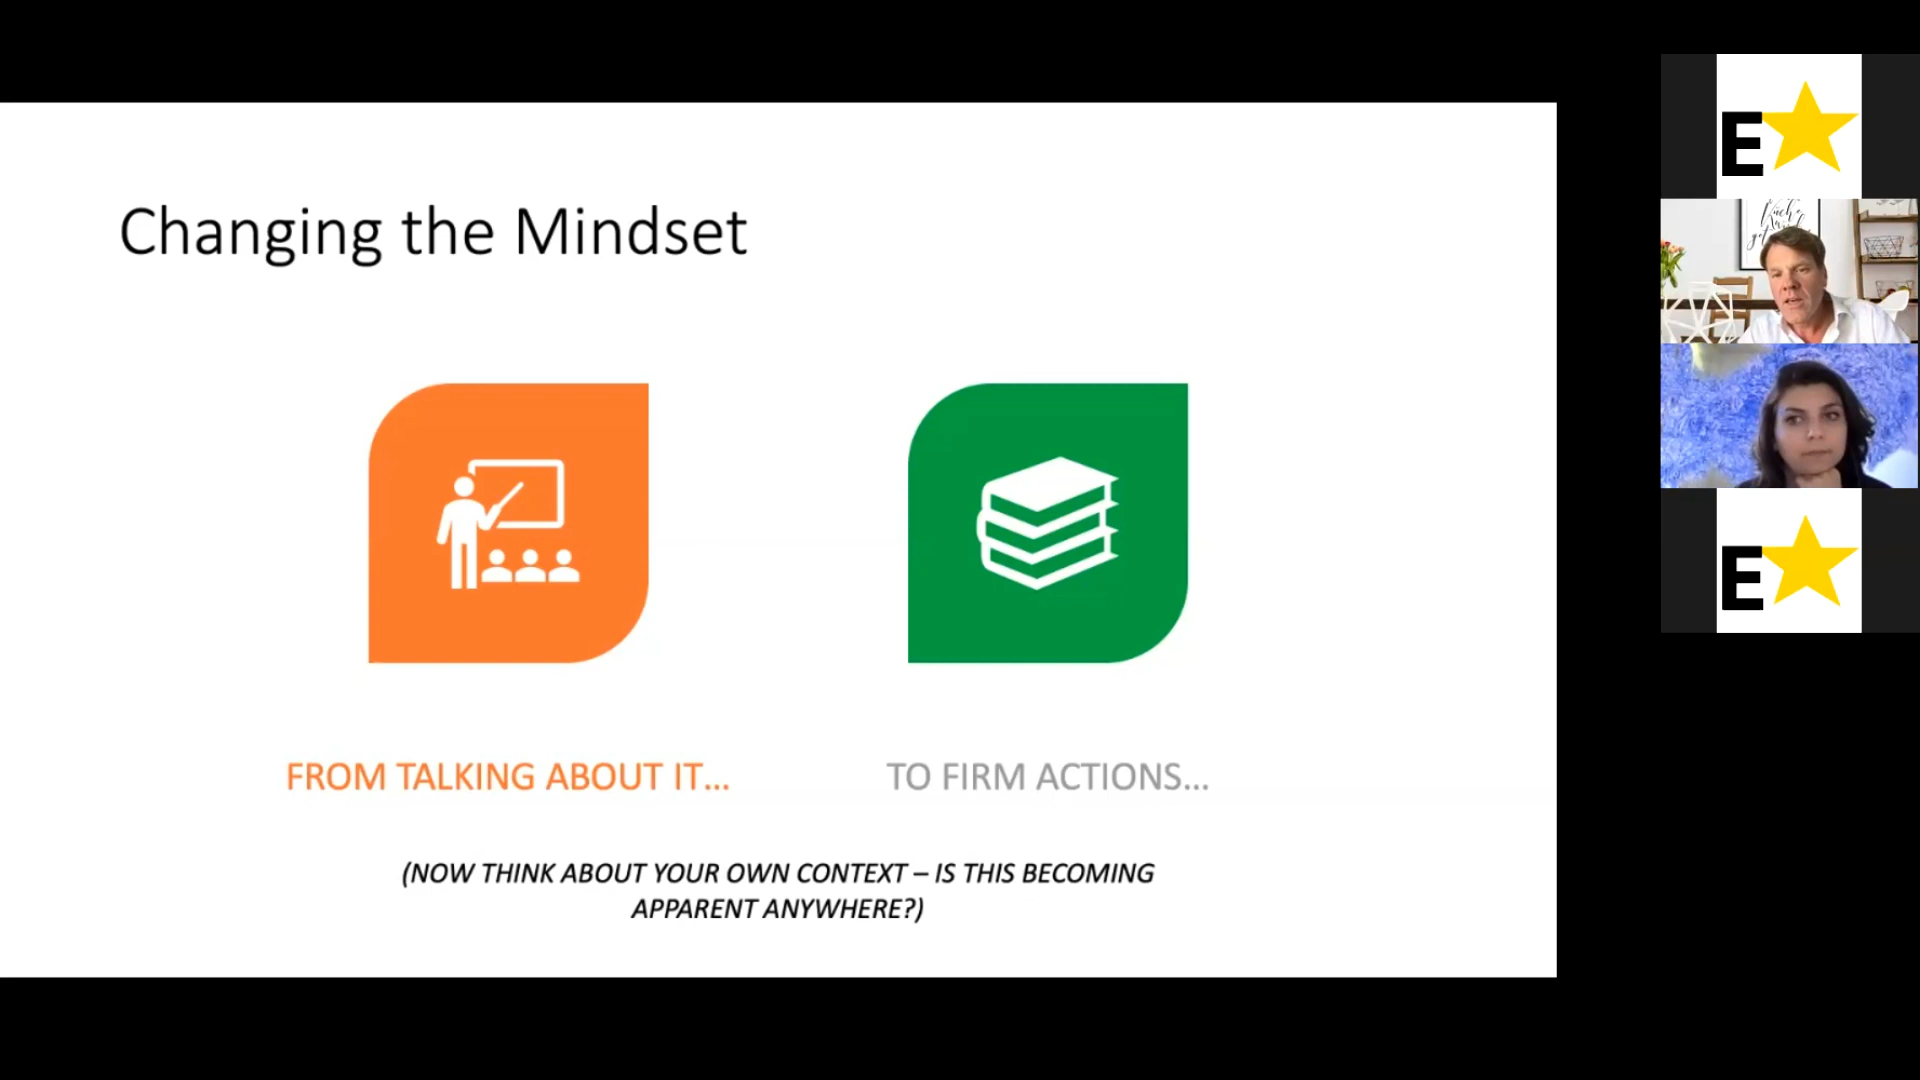 Changing the Mindset
FROM TALKING ABOUT IT...
TO FIRM ACTIONS...
(NOW THINK ABOUT YOUR OWN CONTEXT – IS THIS BECOMING
APPARENT ANYWHERE?)
E
E